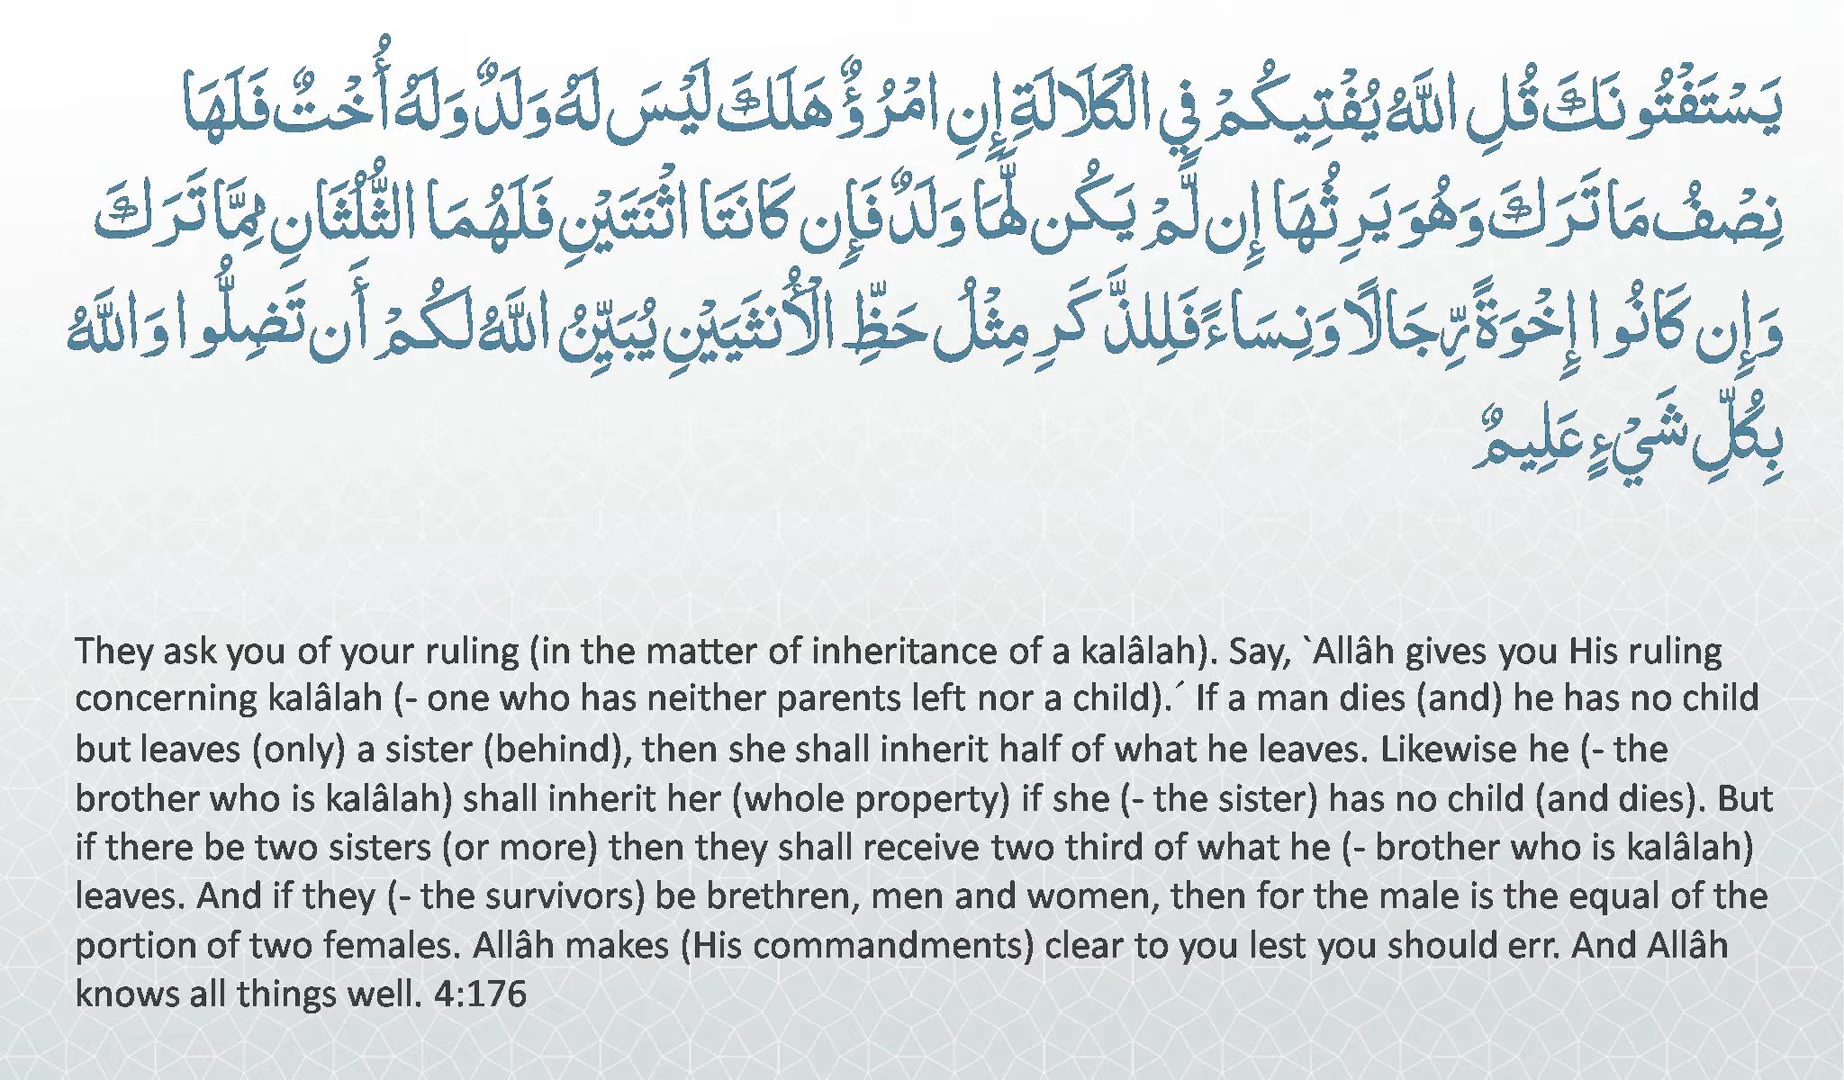 يَسْتَفْتُونَكَ قُلِ اللَّهُ يُفْتِيكُمْ فِي الْكَلَالَةِ إِنِ امْرُؤٌ هَلَكَ لَيْسَ لَهُ وَلَدٌ وَلَهُ أُخْتٌ فَلَهَا
نِصْفُ مَا تَرَكَ وَهُوَ يَرِثُهَا إِن لَّمْ يَكُن لَّهَا وَلَدٌ فَإِن كَانَتَا اثْنَتَيْنِ فَلَهُمَا الثُّلُثَانِ مِمَّا تَرَكَ
وَإِن كَانُوا إِخْوَةً رِّجَالًا وَنِسَاءً فَلِلذَّكَرِ مِثْلُ حَظِّ الْأُنثَيَيْنِ يُبَيِّنُ اللَّهُ لَكُمْ أَن تَضِلُّوا وَاللَّهُ
بِكُلِّ شَيْءٍ عَلِيمٌ
They ask you of your ruling (in the matter of inheritance of a kalâlah). Say, `Allâh gives you His ruling
concerning kalâlah (- one who has neither parents left nor a child).´ If a man dies (and) he has no child
but leaves (only) a sister (behind), then she shall inherit half of what he leaves. Likewise he (- the
brother who is kalâlah) shall inherit her (whole property) if she (- the sister) has no child (and dies). But
if there be two sisters (or more) then they shall receive two third of what he (- brother who is kalâlah)
leaves. And if they (- the survivors) be brethren, men and women, then for the male is the equal of the
portion of two females. Allâh makes (His commandments) clear to you lest you should err. And Allâh
knows all things well. 4:176